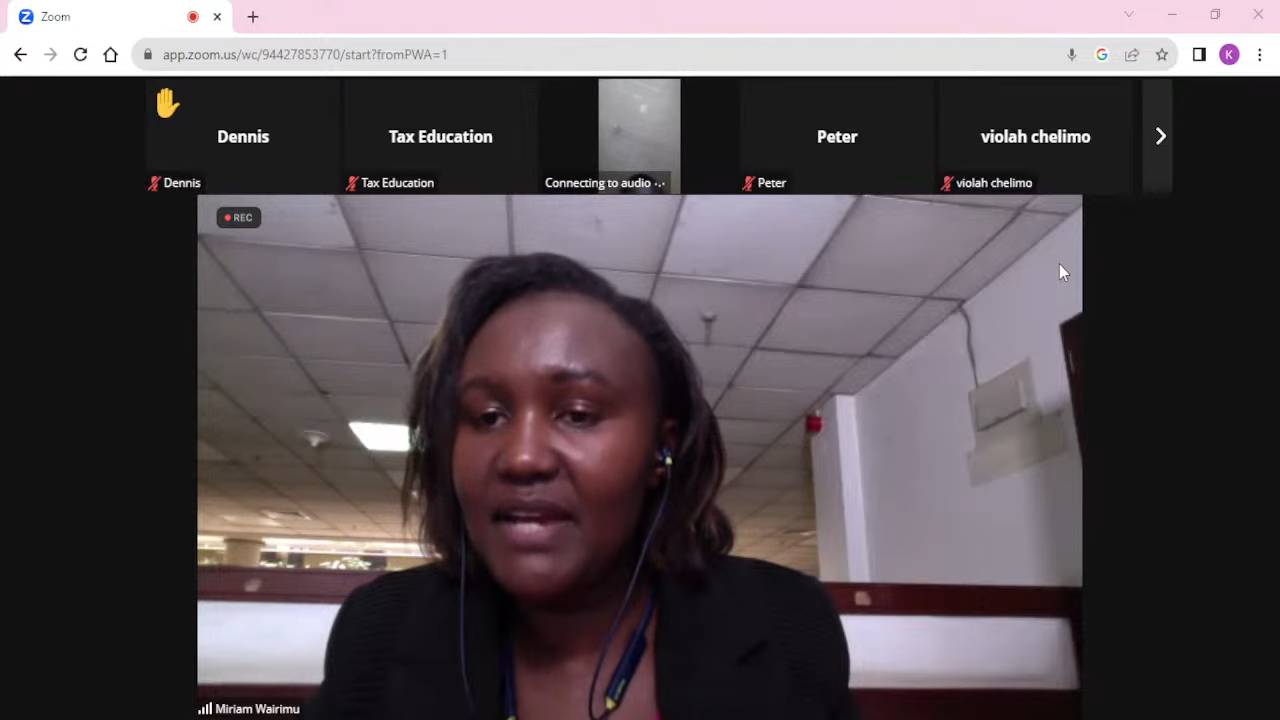 Zoom
app.zoom.us/wc/94427853770/start?fromPWA=1
K
Dennis
Tax Education
Peter
violah chelimo
Dennis
Tax Education
Connecting to audio ...
Peter
violah chelimo
REC
Miriam Wairimu